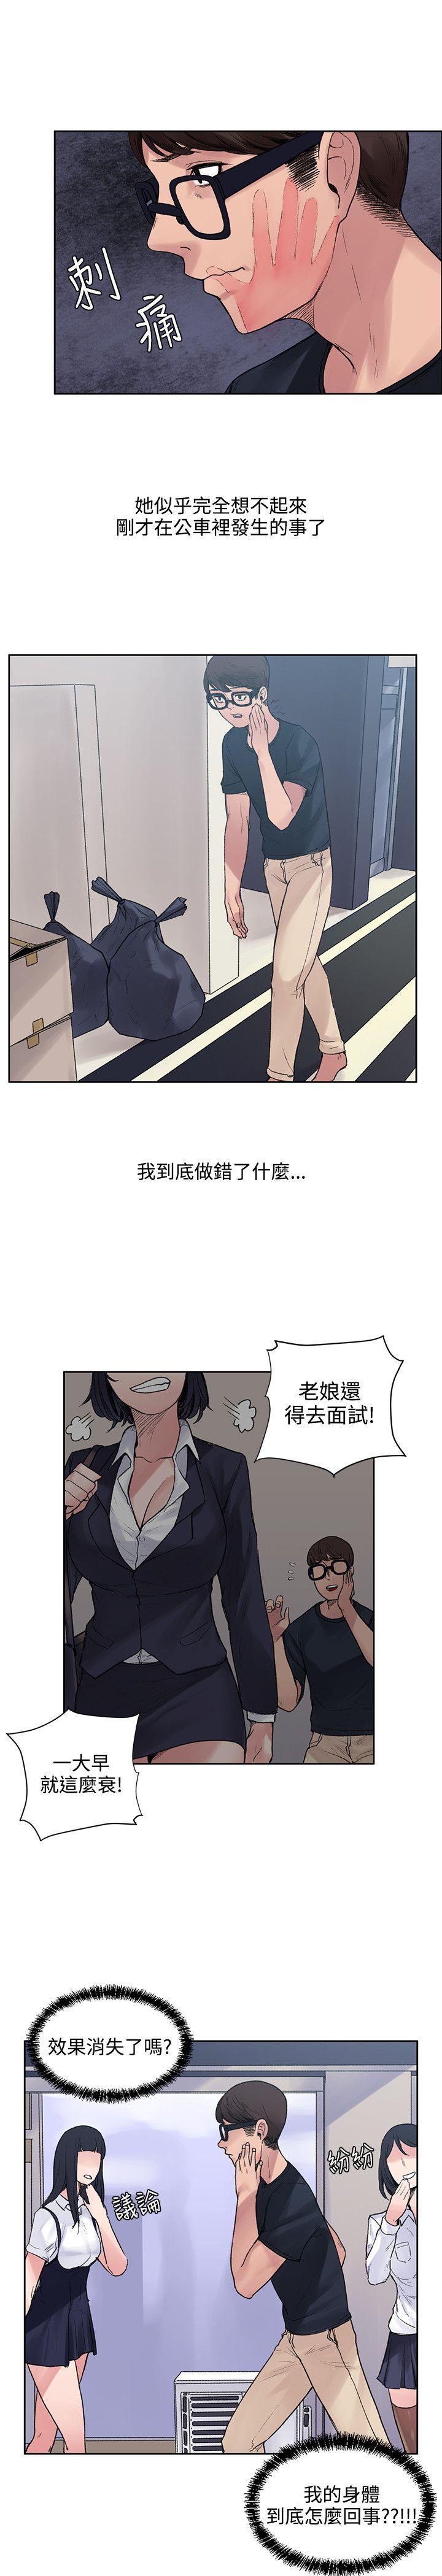 刺
痛
她似乎完全想不起來
剛才在公車裡發生的事了
我到底做錯了什麼...
老娘還
得去面試!
一大早
就這麼衰!
效果消失了嗎?
議論
紛紛
我的身體
到底怎麼回事??!!!